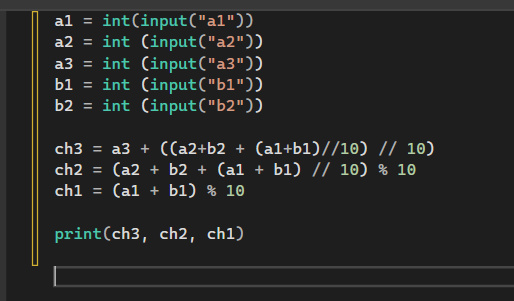 a1 = int(input("a1"))
a2 = int (input("a2"))
a3 = int (input("a3"))
b1 = int (input("b1"))
b2 = int (input("b2"))
ch3 = a3 + ((a2+b2 + (a1+b1)//10) // 10)
ch2 = (a2 + b2 + (a1 + b1) // 10) % 10
ch1 = (a1 + b1) % 10
print(ch3, ch2, ch1)